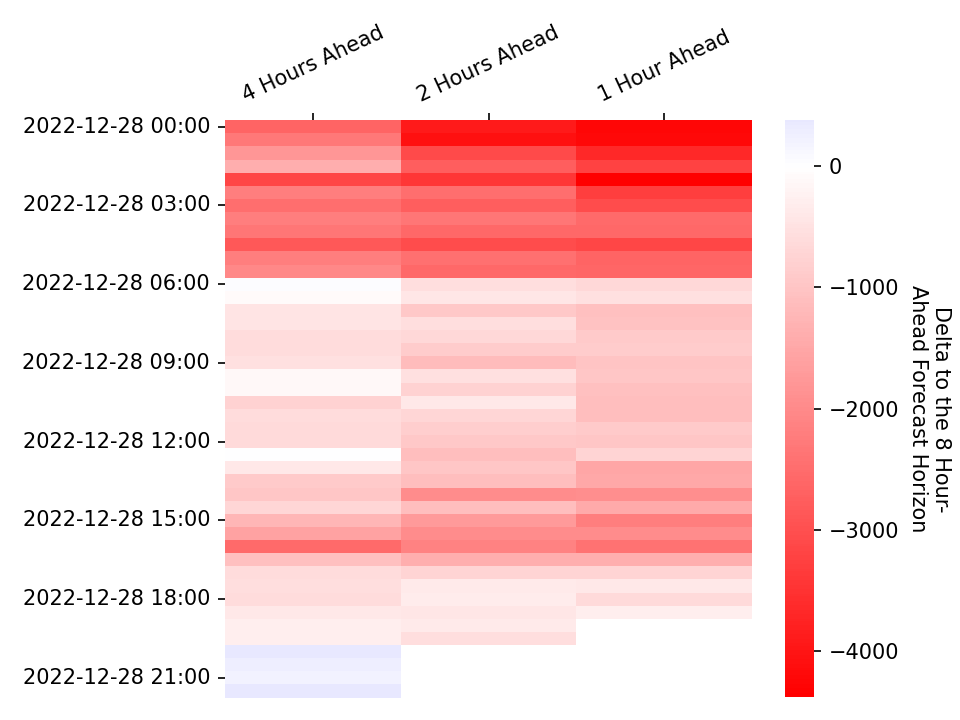 4 Hours Ahead
2 Hours Ahead
1 Hour Ahead
2022-12-28 00:00
2022-12-28 03:00
2022-12-28 06:00
2022-12-28 09:00
2022-12-28 12:00
2022-12-28 15:00
2022-12-28 18:00
2022-12-28 21:00
0
−1000
−2000
−3000
−4000
Delta to the 8 Hour-
Ahead Forecast Horizon